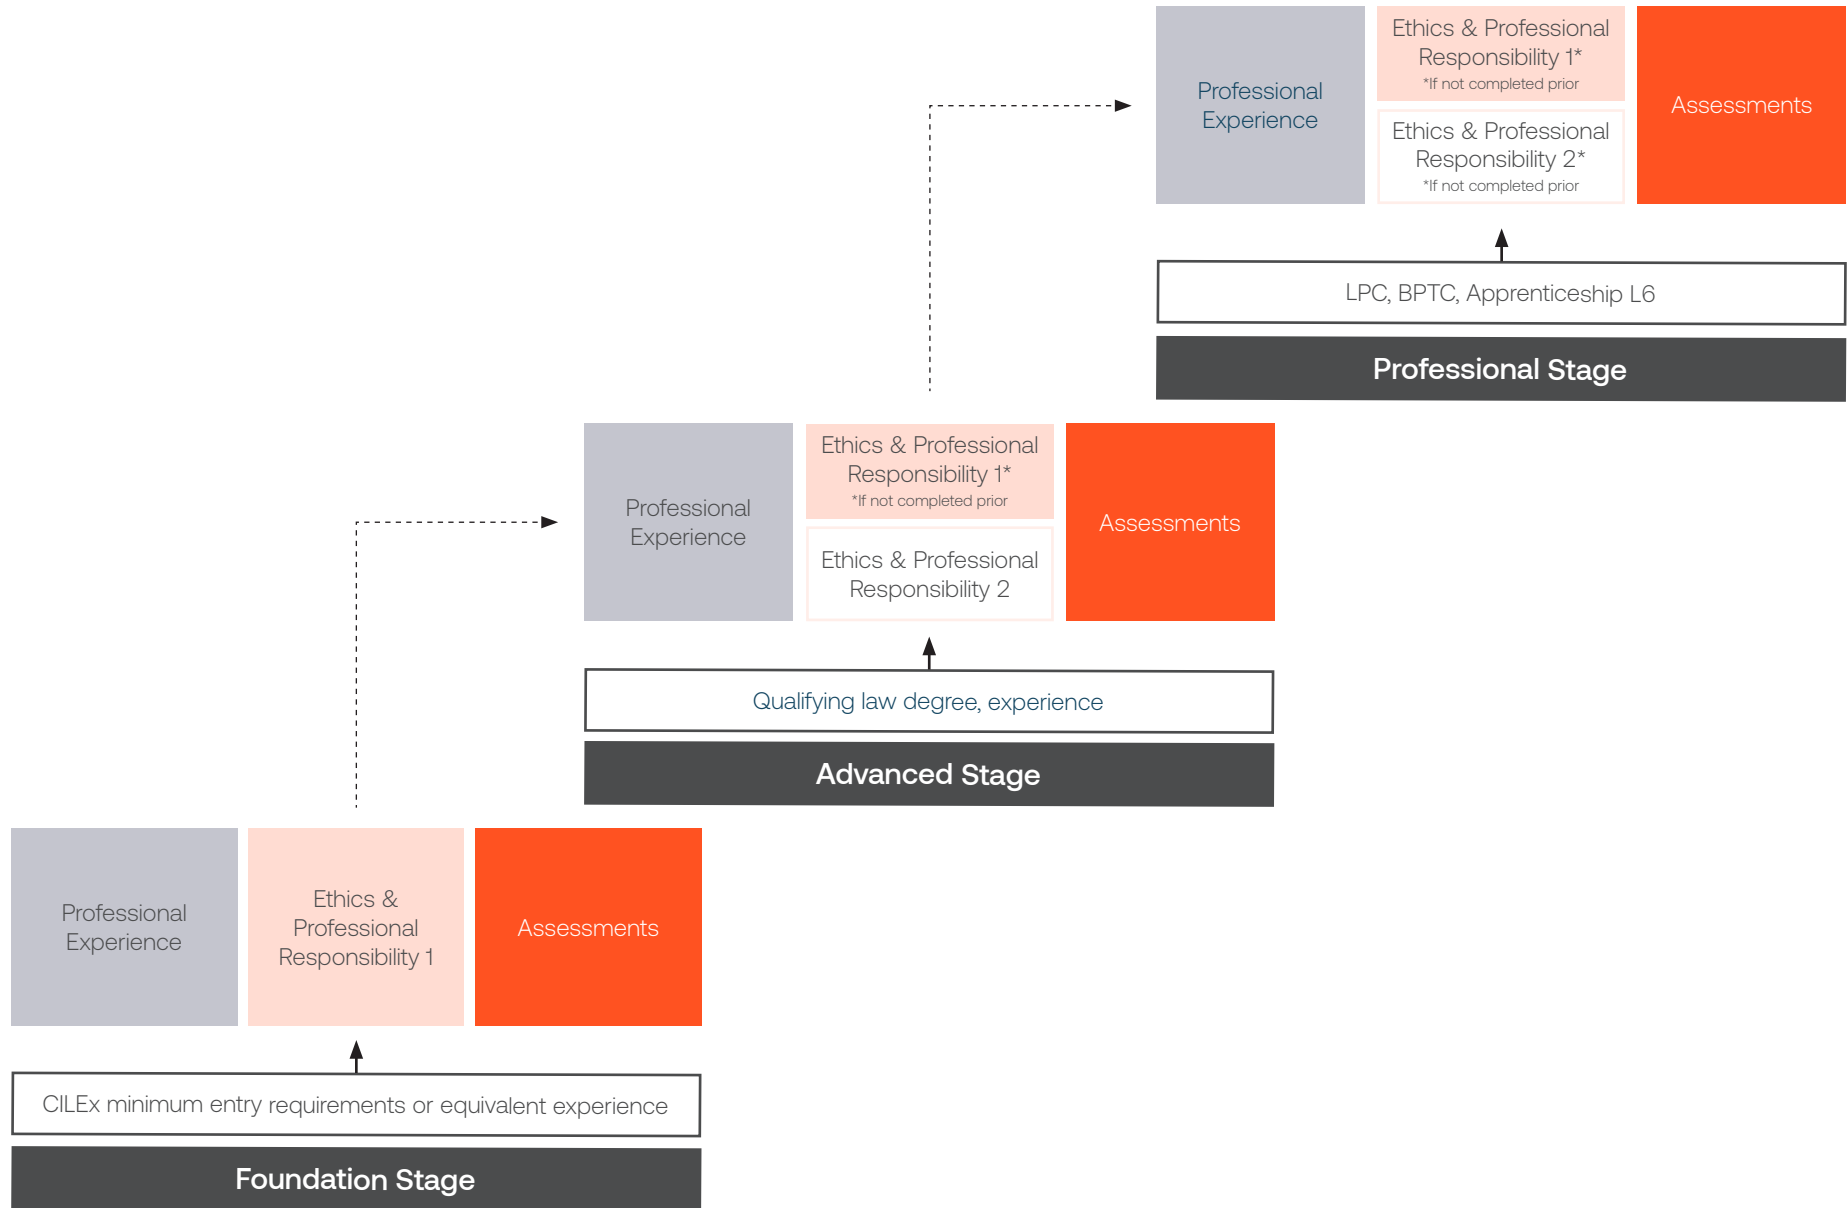 Professional
Experience
Ethics & Professional
Responsibility 1*
*If not completed prior
Ethics & Professional
Responsibility 2*
*If not completed prior
Assessments
LPC, BPTC, Apprenticeship L6
Professional Stage
Professional
Experience
Ethics & Professional
Responsibility 1*
*If not completed prior
Ethics & Professional
Responsibility 2
Assessments
Qualifying law degree, experience
Advanced Stage
Professional
Experience
Ethics &
Professional
Responsibility 1
Assessments
CILEx minimum entry requirements or equivalent experience
Foundation Stage